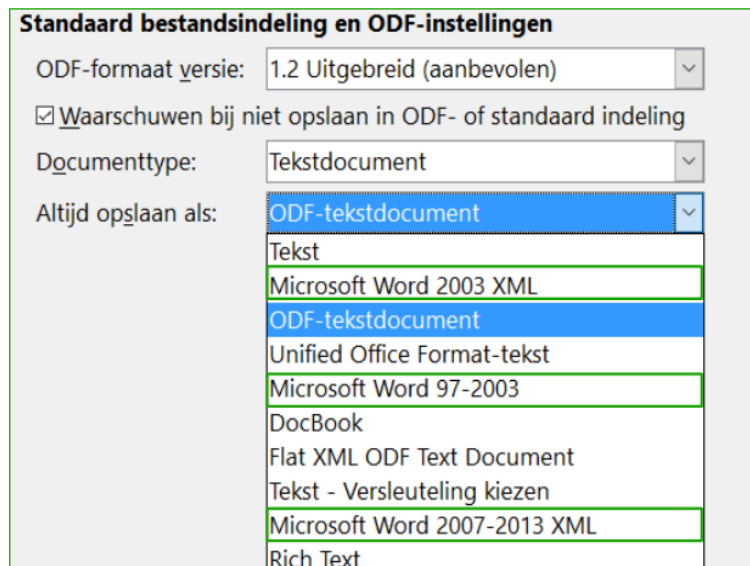 Standaard bestandsindeling en ODF-instellingen
ODF-formaat versie: 1.2 Uitgebreid (aanbevolen)
Waarschuwen bij niet opslaan in ODF- of standaard indeling
Documenttype: Tekstdocument
Altijd opslaan als: ODF-tekstdocument
Tekst
Microsoft Word 2003 XML
ODF-tekstdocument
Unified Office Format-tekst
Microsoft Word 97-2003
DocBook
Flat XML ODF Text Document
Tekst - Versleuteling kiezen
Microsoft Word 2007-2013 XML
Rich Text